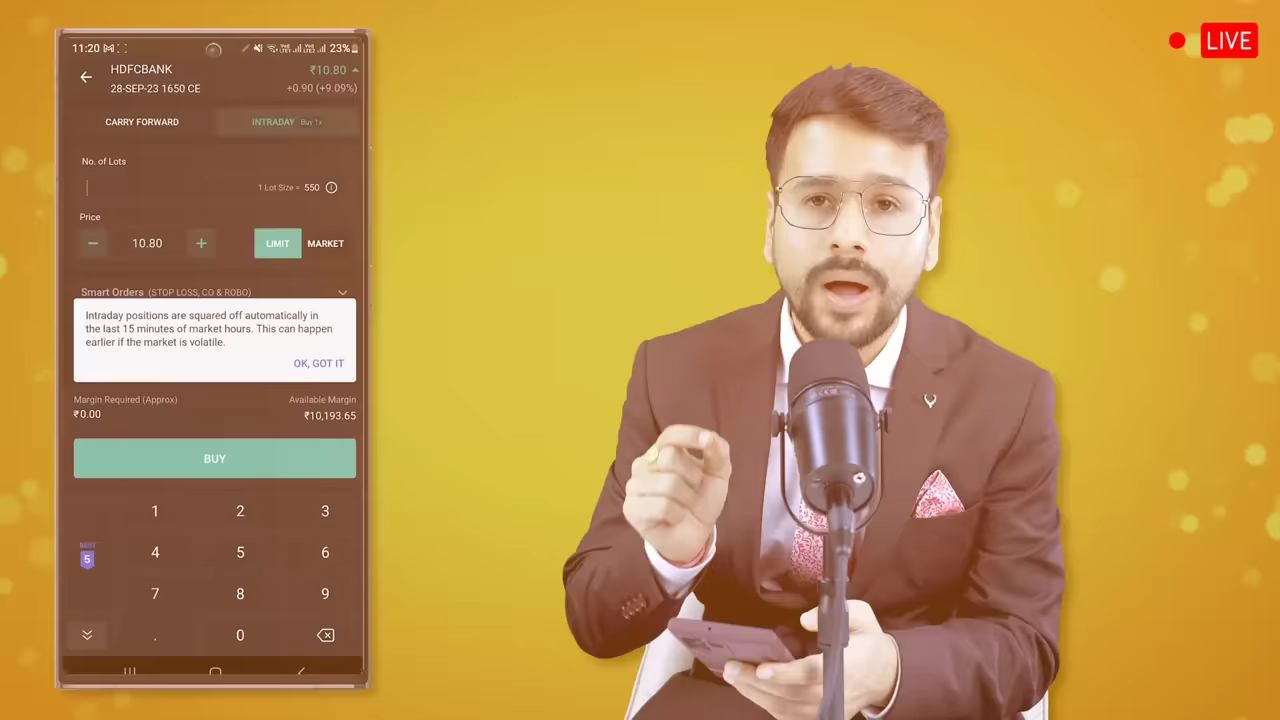 LIVE
11:20
23%
HDFCBANK
₹10.80
28-SEP-23 1650 CE
+0.90 (+9.09%)
CARRY FORWARD
INTRADAY Buy 1x
No. of Lots
1 Lot Size = 550
Price
− 10.80 +
LIMIT
MARKET
Smart Orders (STOP LOSS, CO & ROBO)
Intraday positions are squared off automatically in
the last 15 minutes of market hours. This can happen
earlier if the market is volatile.
OK, GOT IT
Margin Required (Approx)
Available Margin
₹0.00
₹10,193.65
BUY
1 2 3
4 5 6
5
7 8 9
. 0